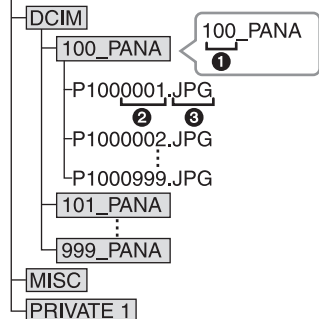 DCIM
100_PANA
100_PANA
❶
P1000001.JPG
❷ ❸
P1000002.JPG
P1000999.JPG
101_PANA
999_PANA
MISC
PRIVATE 1